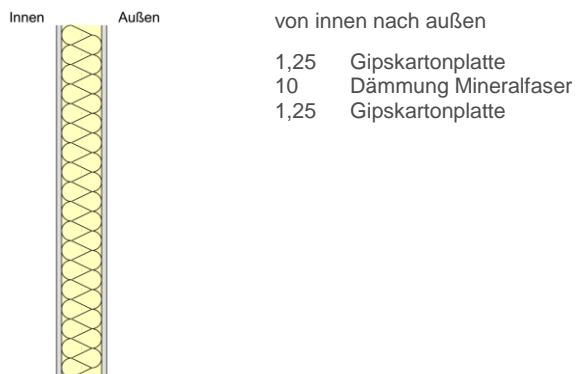 Innen Außen
von innen nach außen
1,25 Gipskartonplatte
10 Dämmung Mineralfaser
1,25 Gipskartonplatte